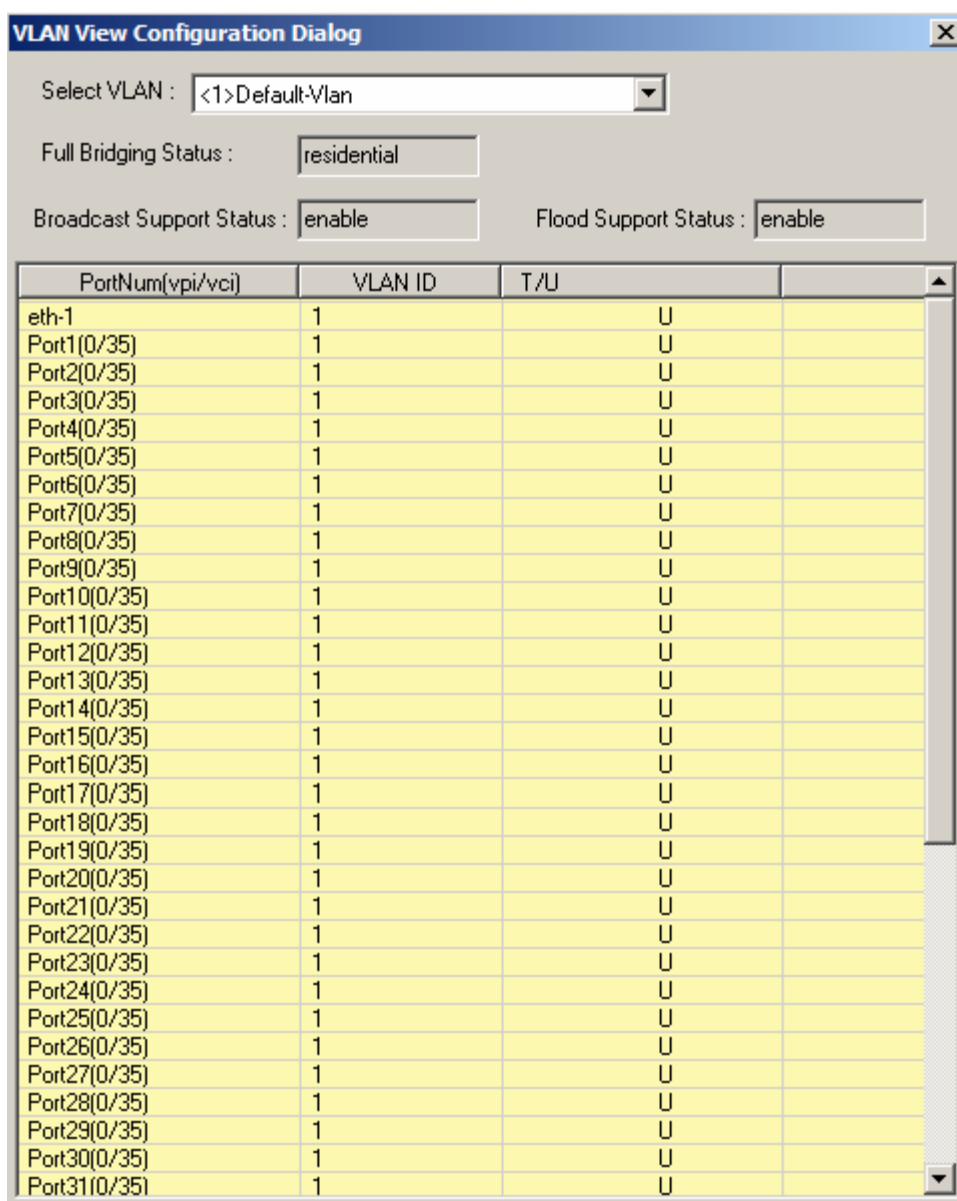 VLAN View Configuration Dialog
Select VLAN : <1>Default-Vlan
Full Bridging Status : residential
Broadcast Support Status : enable Flood Support Status : enable
PortNum(vpi/vci) VLAN ID T/U
eth-1 1 U
Port1(0/35) 1 U
Port2(0/35) 1 U
Port3(0/35) 1 U
Port4(0/35) 1 U
Port5(0/35) 1 U
Port6(0/35) 1 U
Port7(0/35) 1 U
Port8(0/35) 1 U
Port9(0/35) 1 U
Port10(0/35) 1 U
Port11(0/35) 1 U
Port12(0/35) 1 U
Port13(0/35) 1 U
Port14(0/35) 1 U
Port15(0/35) 1 U
Port16(0/35) 1 U
Port17(0/35) 1 U
Port18(0/35) 1 U
Port19(0/35) 1 U
Port20(0/35) 1 U
Port21(0/35) 1 U
Port22(0/35) 1 U
Port23(0/35) 1 U
Port24(0/35) 1 U
Port25(0/35) 1 U
Port26(0/35) 1 U
Port27(0/35) 1 U
Port28(0/35) 1 U
Port29(0/35) 1 U
Port30(0/35) 1 U
Port31(0/35) 1 U